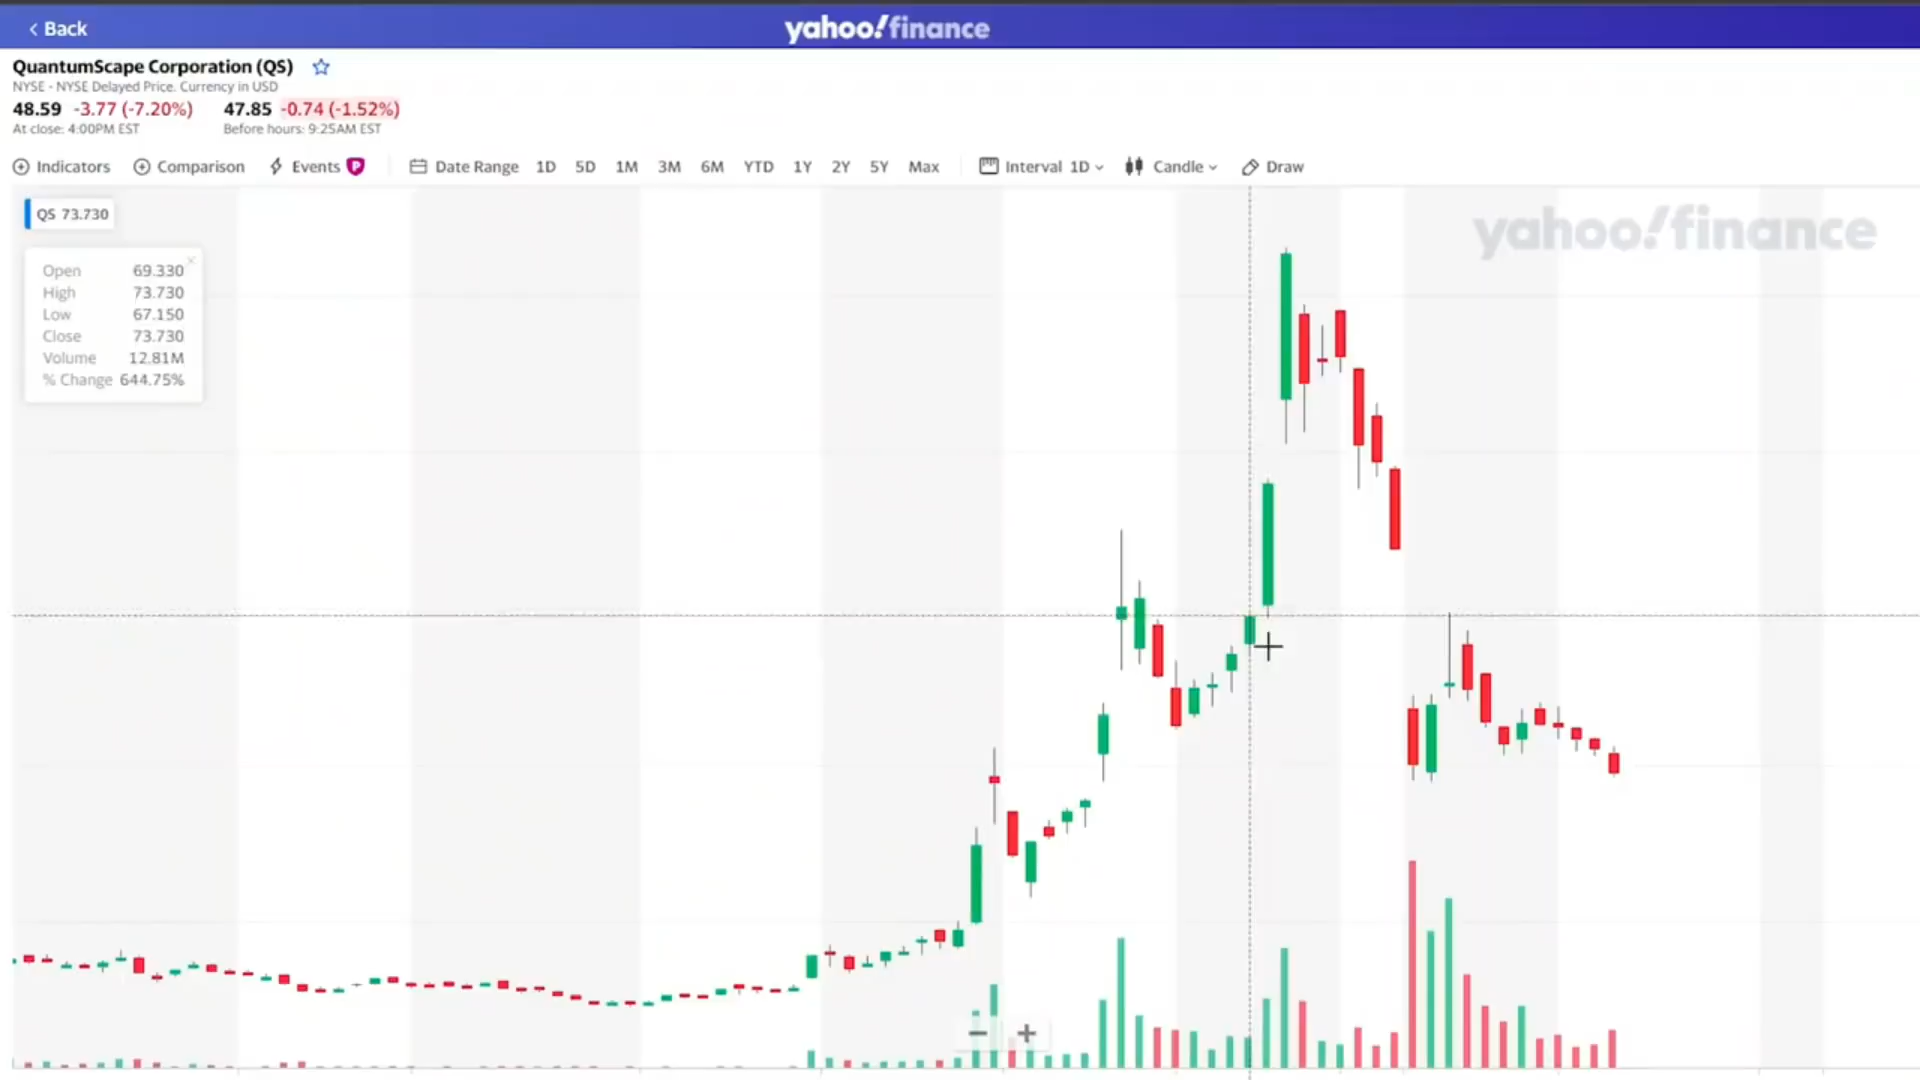 Back
yahoo!finance
QuantumScape Corporation (QS)
NYSE - NYSE Delayed Price. Currency in USD
48.59 -3.77 (-7.20%) 47.85 -0.74 (-1.52%)
At close: 4:00PM EST Before hours: 9:25AM EST
Indicators Comparison Events P Date Range 1D 5D 1M 3M 6M YTD 1Y 2Y 5Y Max Interval 1D Candle Draw
QS 73.730
yahoo!finance
Open 69.330
High 73.730
Low 67.150
Close 73.730
Volume 12.81M
% Change 644.75%